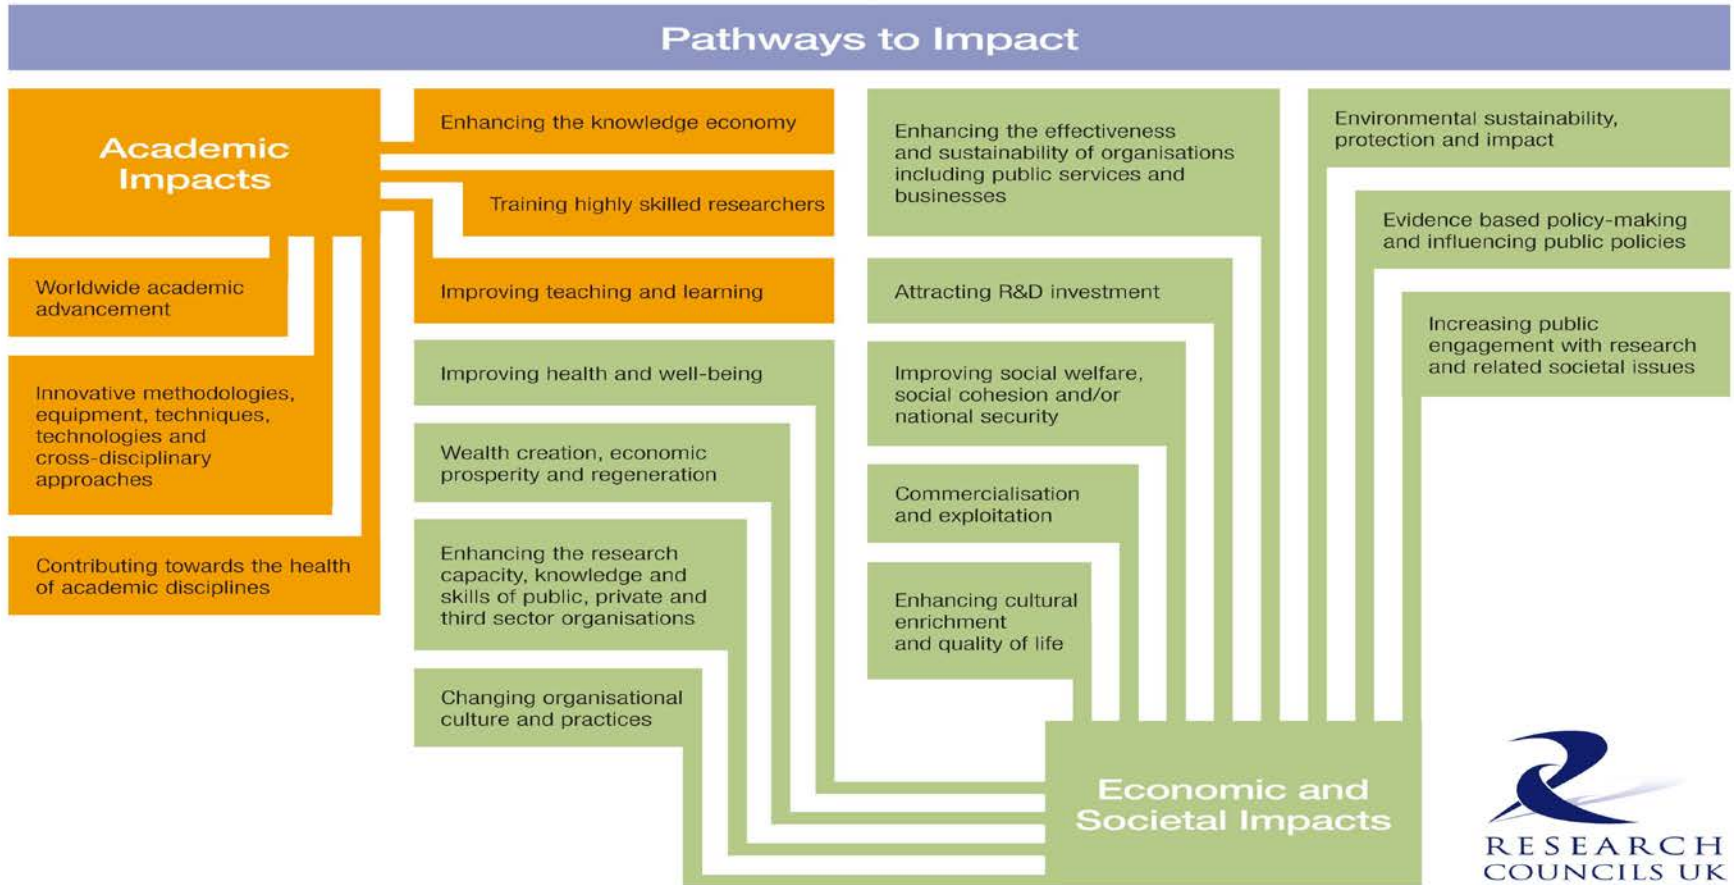 Pathways to Impact
Academic
Impacts
Worldwide academic
advancement
Innovative methodologies,
equipment, techniques,
technologies and
cross-disciplinary
approaches
Contributing towards the health
of academic disciplines
Enhancing the knowledge economy
Training highly skilled researchers
Improving teaching and learning
Improving health and well-being
Wealth creation, economic
prosperity and regeneration
Enhancing the research
capacity, knowledge and
skills of public, private and
third sector organisations
Changing organisational
culture and practices
Enhancing the effectiveness
and sustainability of organisations
including public services and
businesses
Attracting R&D investment
Improving social welfare,
social cohesion and/or
national security
Commercialisation
and exploitation
Enhancing cultural
enrichment
and quality of life
Environmental sustainability,
protection and impact
Evidence based policy-making
and influencing public policies
Increasing public
engagement with research
and related societal issues
Economic and
Societal Impacts
RESEARCH
COUNCILS UK